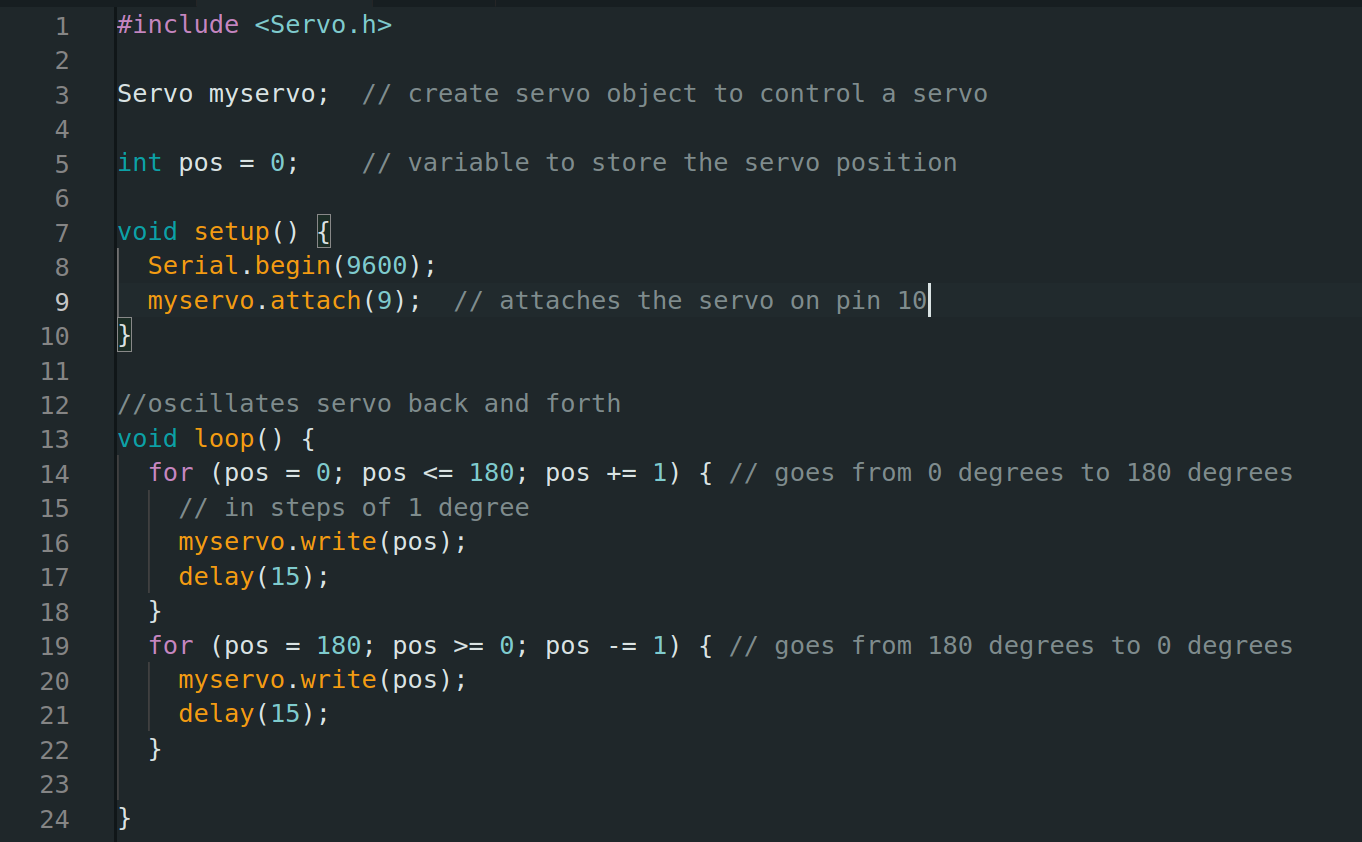 1 #include <Servo.h>
2
3 Servo myservo;  // create servo object to control a servo
4
5 int pos = 0;    // variable to store the servo position
6
7 void setup() {
8   Serial.begin(9600);
9   myservo.attach(9);  // attaches the servo on pin 10
10 }
11
12 //oscillates servo back and forth
13 void loop() {
14   for (pos = 0; pos <= 180; pos += 1) { // goes from 0 degrees to 180 degrees
15     // in steps of 1 degree
16     myservo.write(pos);
17     delay(15);
18   }
19   for (pos = 180; pos >= 0; pos -= 1) { // goes from 180 degrees to 0 degrees
20     myservo.write(pos);
21     delay(15);
22   }
23
24 }